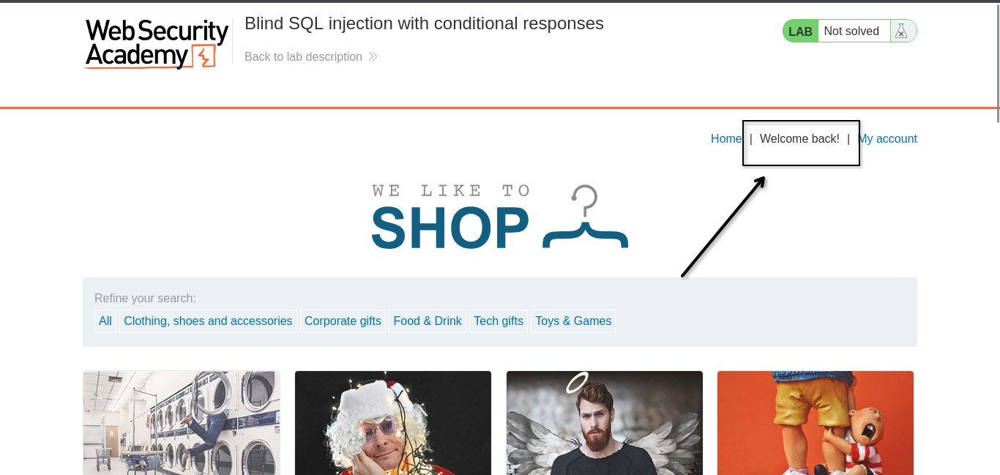 Web Security
Academy
Blind SQL injection with conditional responses
Back to lab description
LAB Not solved
Home | Welcome back! | My account
WE LIKE TO
SHOP
Refine your search:
All Clothing, shoes and accessories Corporate gifts Food & Drink Tech gifts Toys & Games